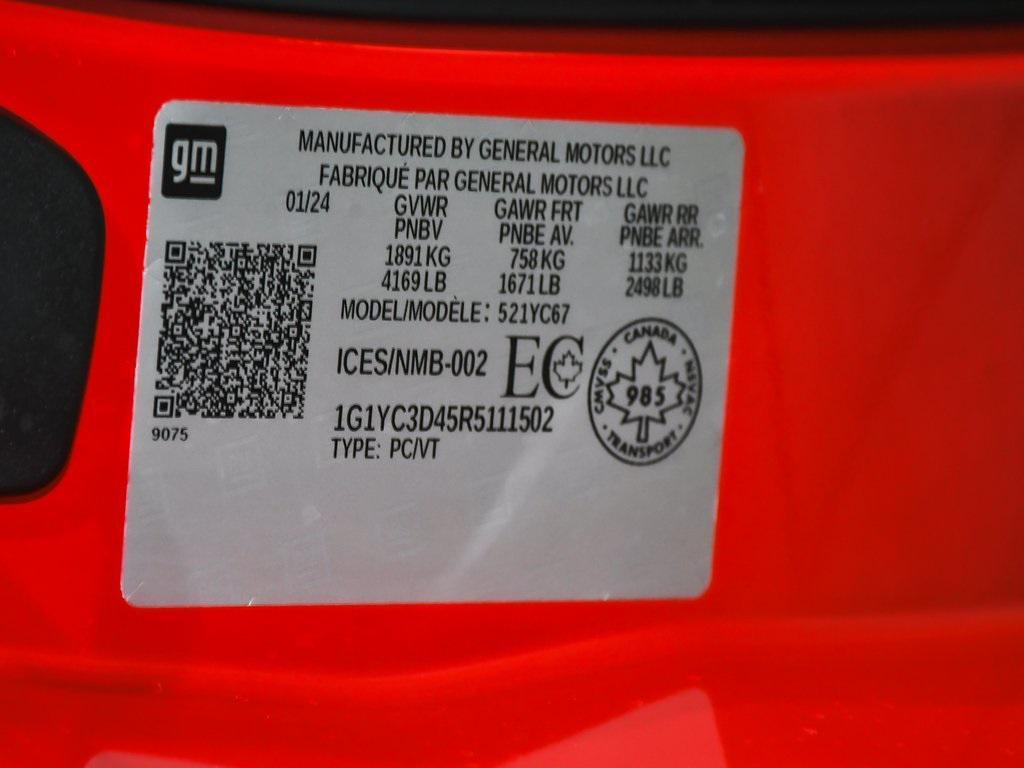 gm
MANUFACTURED BY GENERAL MOTORS LLC
FABRIQUÉ PAR GENERAL MOTORS LLC
01/24 GVWR GAWR FRT GAWR RR
PNBV PNBE AV. PNBE ARR.
1891 KG 758 KG 1133 KG
4169 LB 1671 LB 2498 LB
MODEL/MODÈLE: 521YC67
ICES/NMB-002 EC
CANADA
CMVSS 985 NSVAC
TRANSPORT
1G1YC3D45R5111502
9075
TYPE: PC/VT